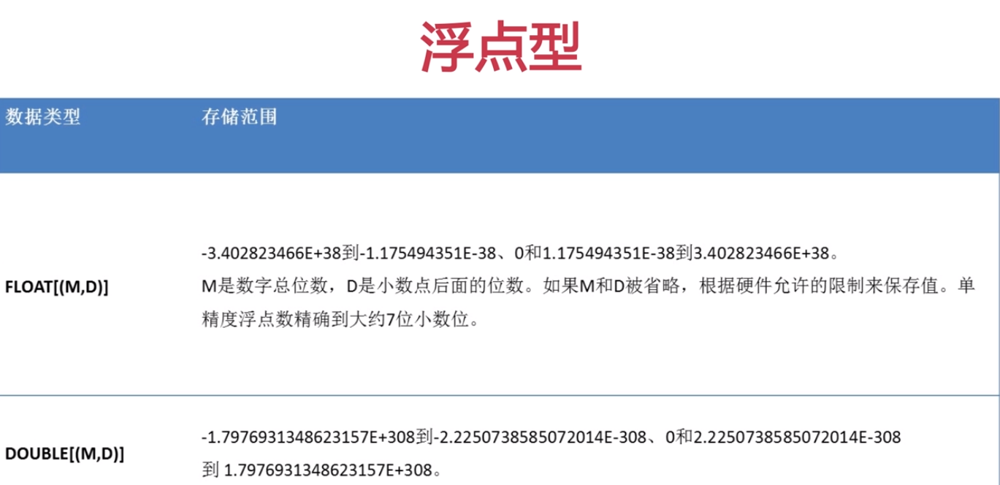 浮点型
数据类型 存储范围
-3.402823466E+38到-1.175494351E-38、0和1.175494351E-38到3.402823466E+38。
FLOAT[(M,D)] M是数字总位数，D是小数点后面的位数。如果M和D被省略，根据硬件允许的限制来保存值。单
精度浮点数精确到大约7位小数位。
-1.7976931348623157E+308到-2.2250738585072014E-308、0和2.2250738585072014E-308
DOUBLE[(M,D)]
到 1.7976931348623157E+308。